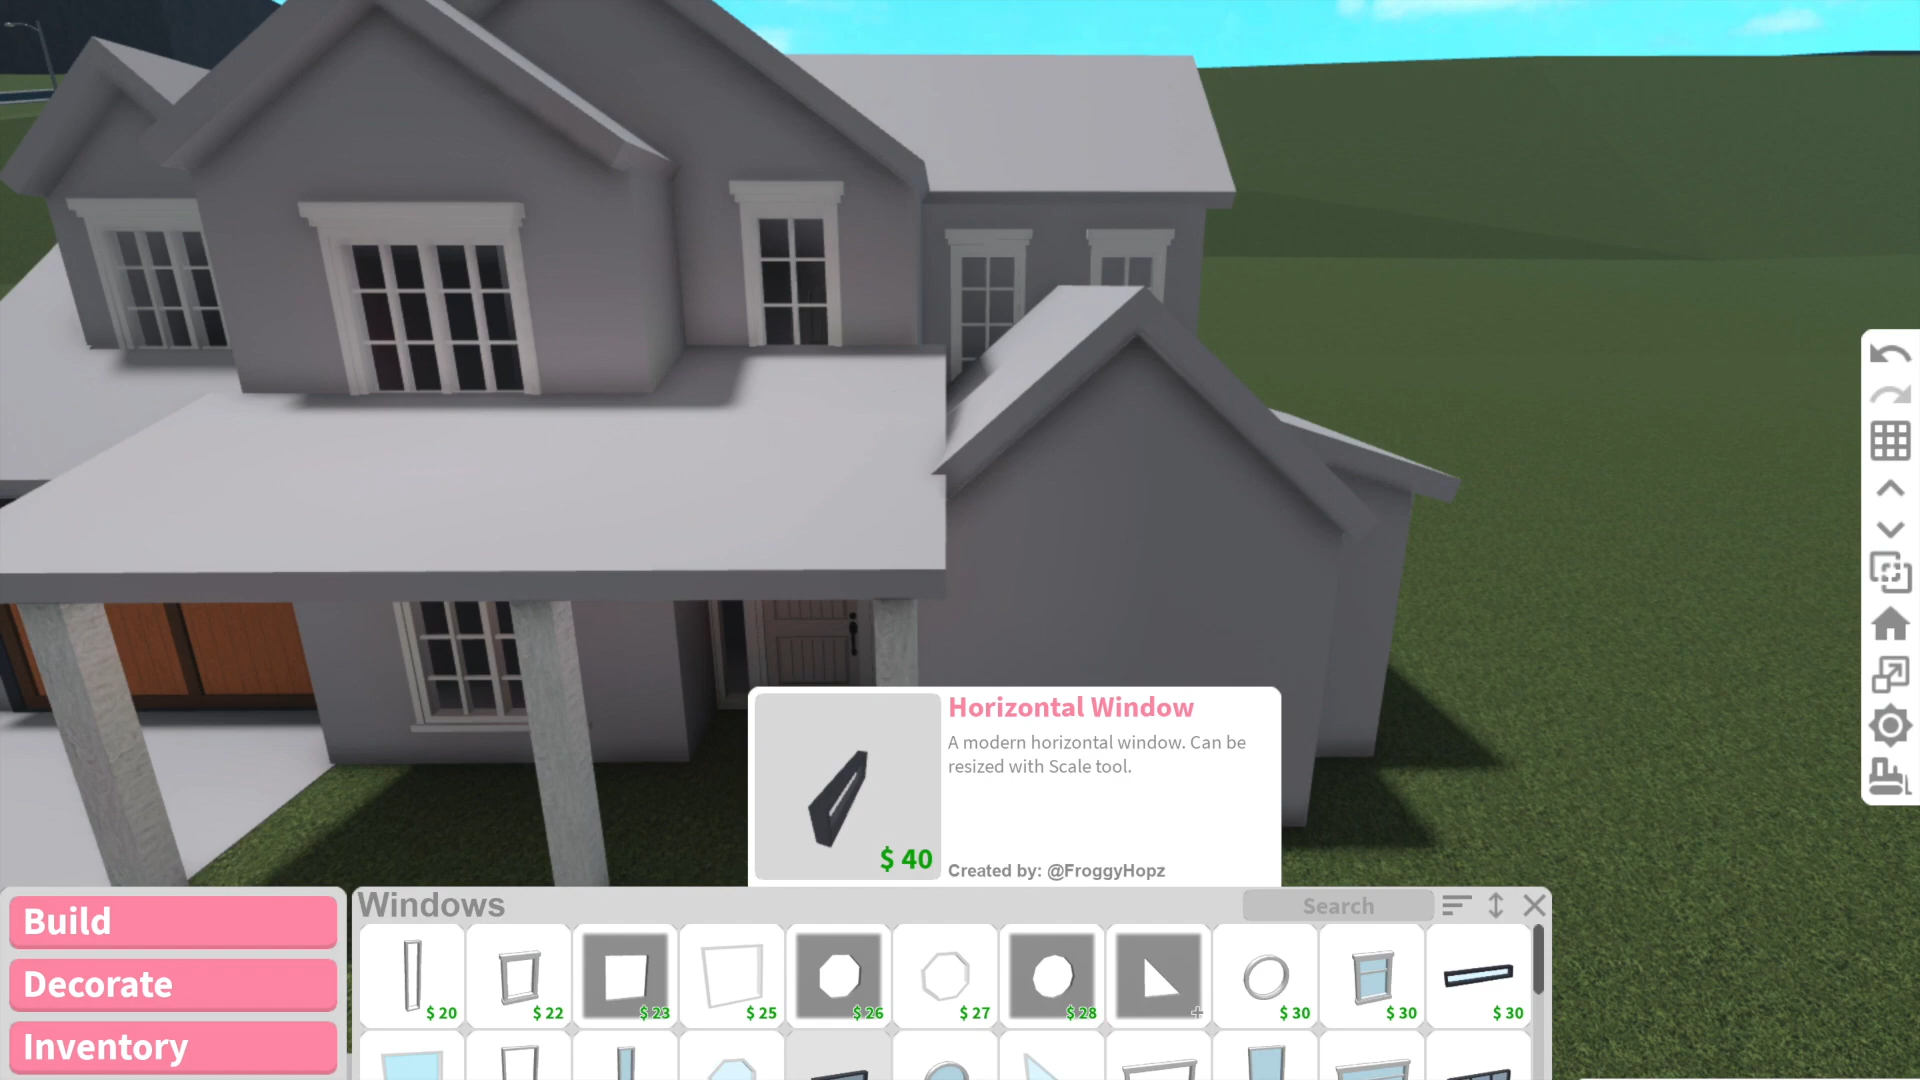 Horizontal Window
A modern horizontal window. Can be
resized with Scale tool.
$ 40
Created by: @FroggyHopz
Build
Decorate
Inventory
Windows
Search
$ 20
$ 22
$ 23
$ 25
$ 26
$ 27
$ 28
+
$ 30
$ 30
$ 30